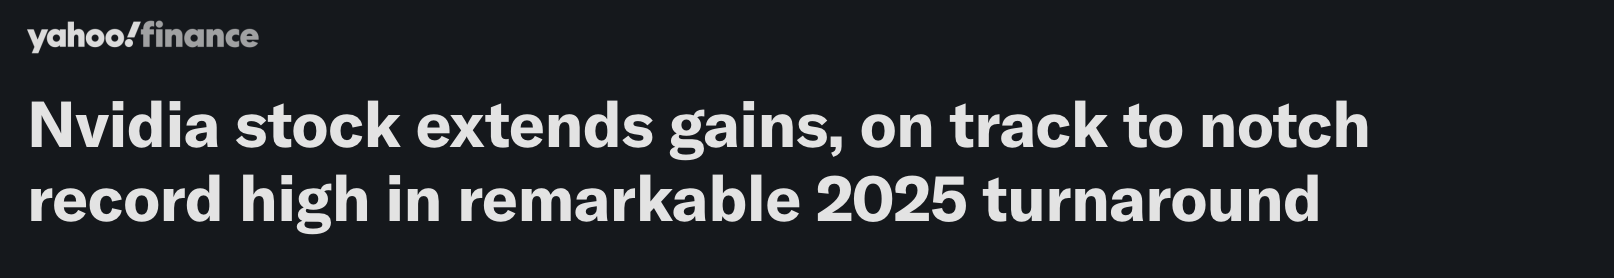 yahoo!finance
Nvidia stock extends gains, on track to notch
record high in remarkable 2025 turnaround